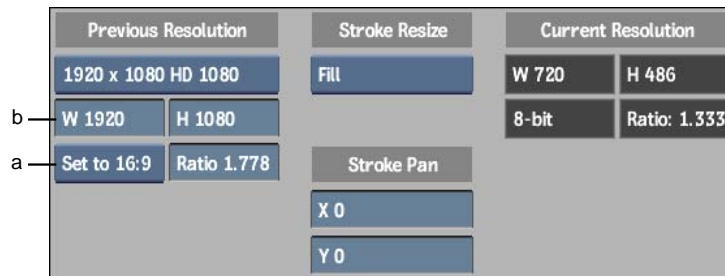 Previous Resolution Stroke Resize Current Resolution
1920 x 1080 HD 1080 Fill W 720 H 486
b W 1920 H 1080 8-bit Ratio: 1.333
a Set to 16:9 Ratio 1.778 Stroke Pan
X 0
Y 0